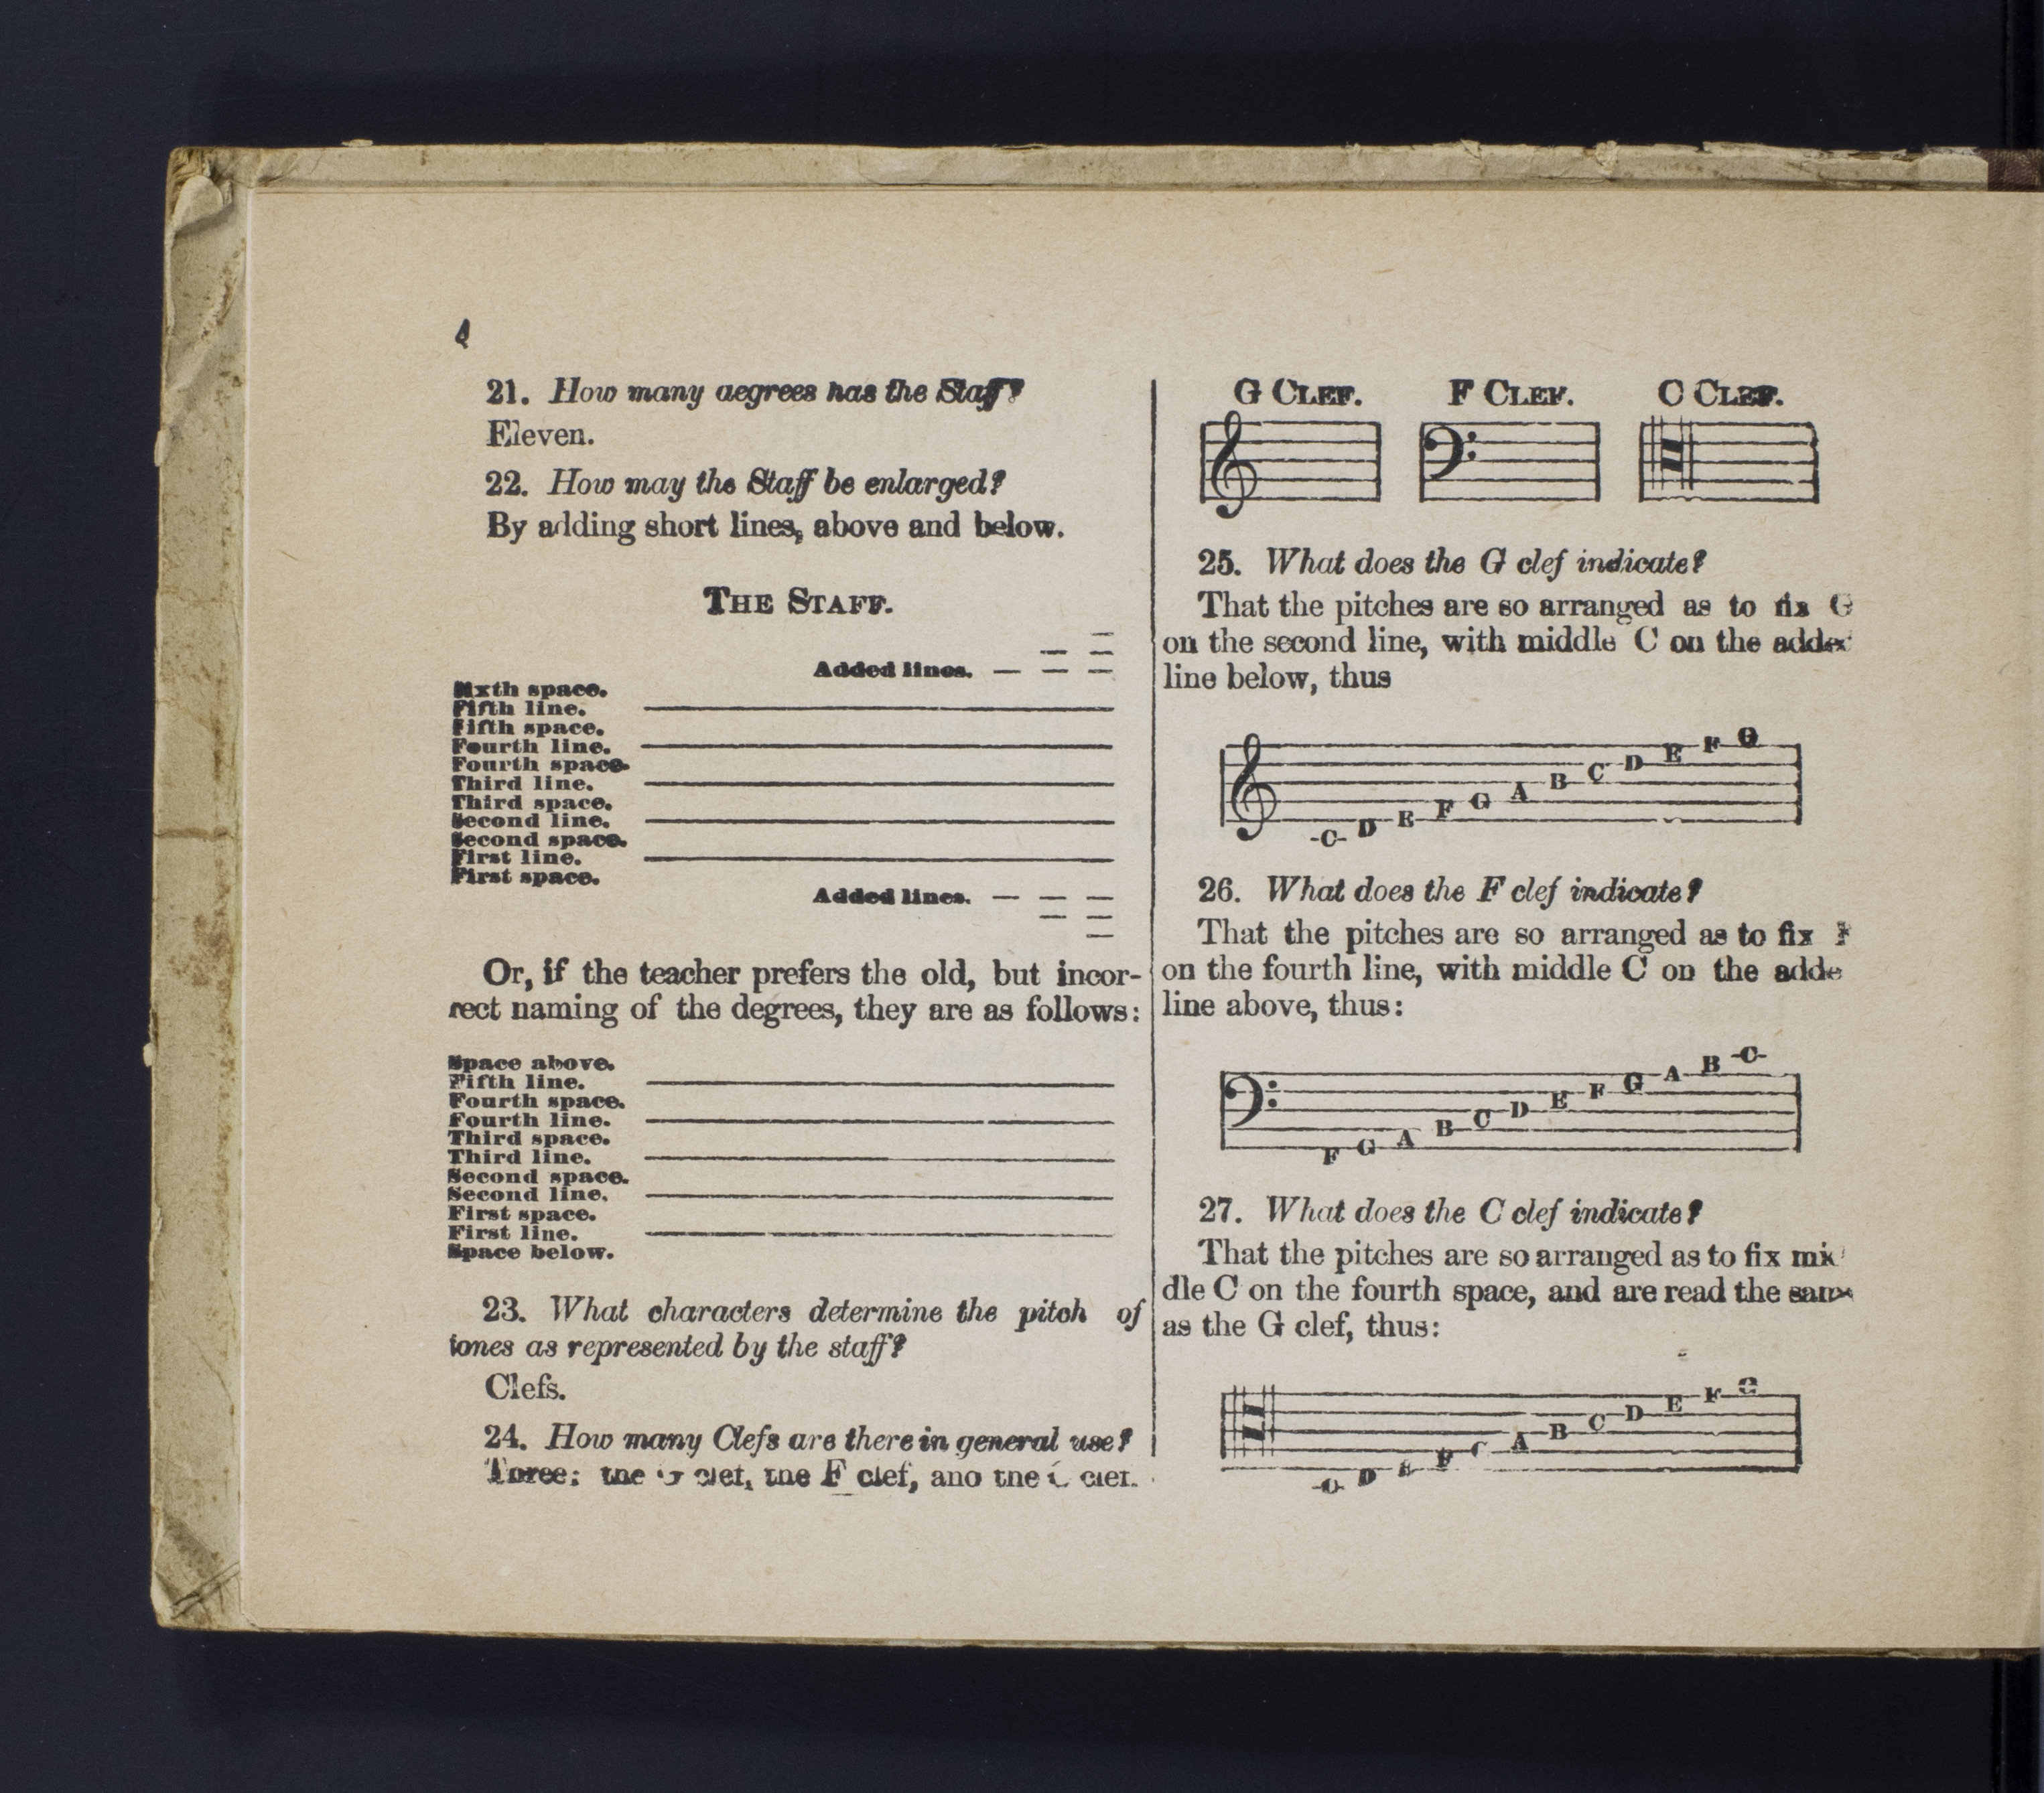 21. How many degrees has the Staff?
Eleven.
22. How may the Staff be enlarged?
By adding short lines, above and below.
THE STAFF.
Added lines.
Sixth space.
Fifth line.
Fifth space.
Fourth line.
Fourth space.
Third line.
Third space.
Second line.
Second space.
First line.
First space.
Added lines.
Or, if the teacher prefers the old, but incor-
rect naming of the degrees, they are as follows:
Space above.
Fifth line.
Fourth space.
Fourth line.
Third space.
Third line.
Second space.
Second line.
First space.
First line.
Space below.
23. What characters determine the pitch of
tones as represented by the staff?
Clefs.
24. How many Clefs are there in general use?
Three: the G clef, the F clef, and the C clef.
G CLEF. F CLEF. C CLEF.
25. What does the G clef indicate?
That the pitches are so arranged as to fix G
on the second line, with middle C on the added
line below, thus
C D E F G A B C D E F G
26. What does the F clef indicate?
That the pitches are so arranged as to fix F
on the fourth line, with middle C on the adde
line above, thus:
F G A B C D E F G A B C
27. What does the C clef indicate?
That the pitches are so arranged as to fix mid
dle C on the fourth space, and are read the same
as the G clef, thus:
C D E F G A B C D E F G